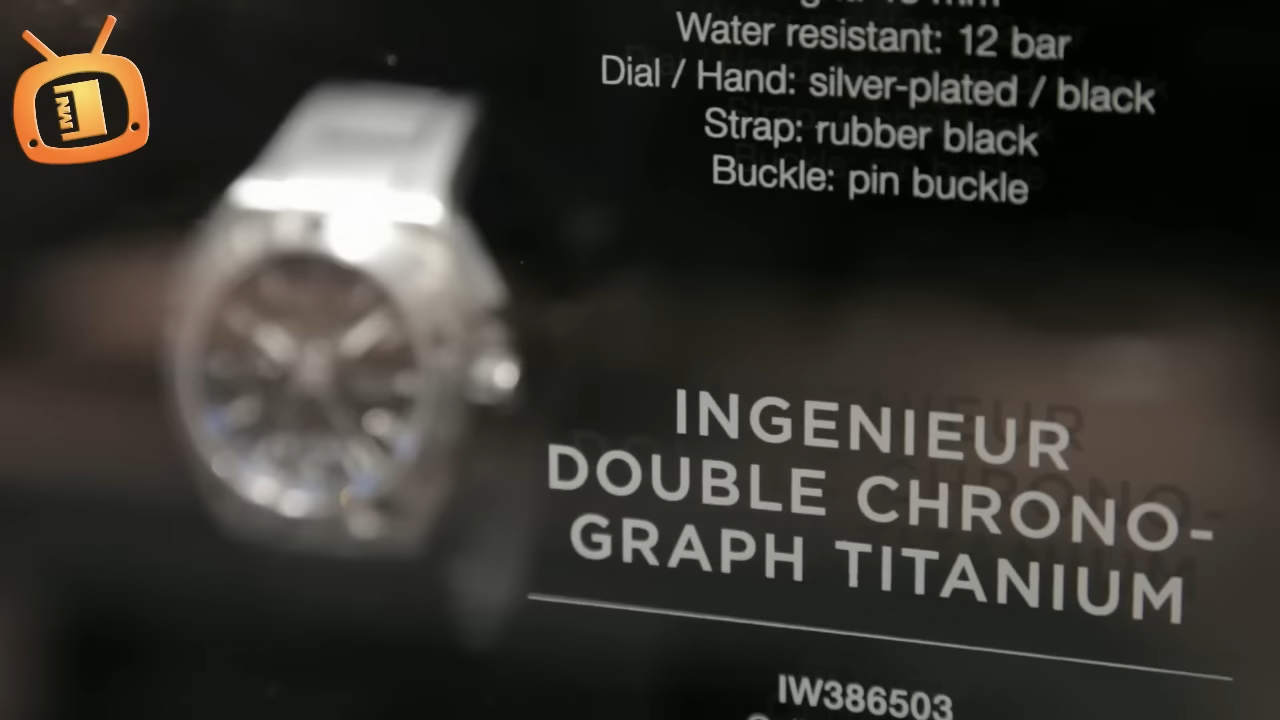 Water resistant: 12 bar
Dial / Hand: silver-plated / black
Strap: rubber black
Buckle: pin buckle
INGENIEUR
DOUBLE CHRONO-
GRAPH TITANIUM
IW386503